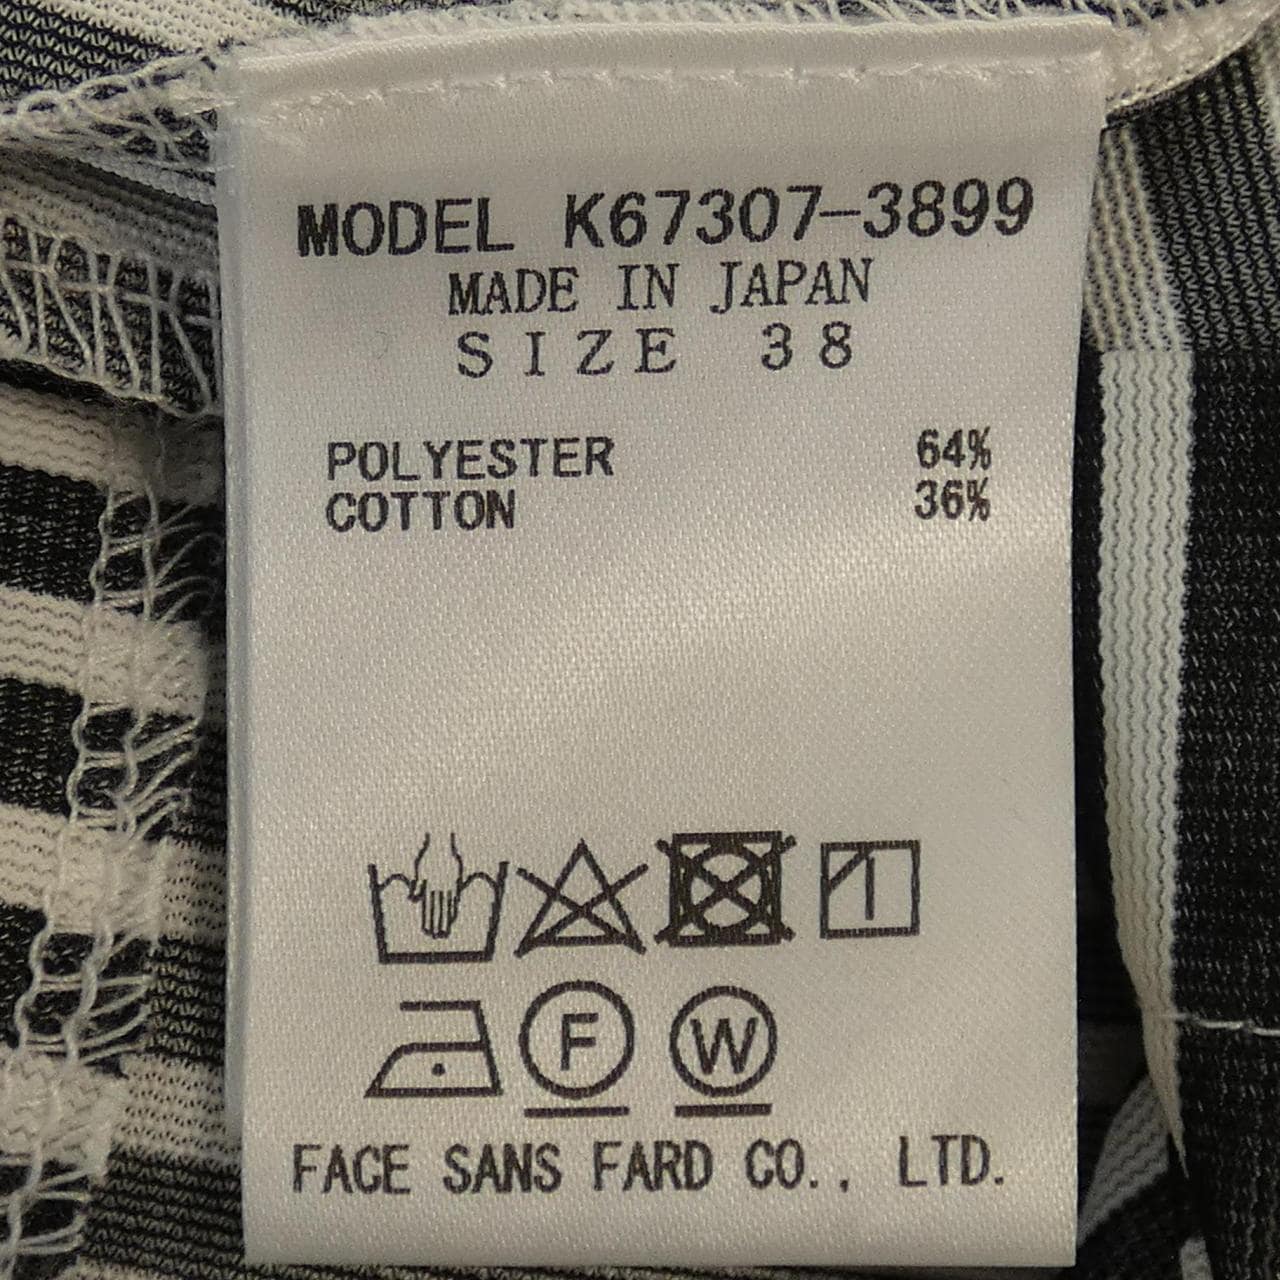 MODEL K67307-3899
MADE IN JAPAN
SIZE 38
POLYESTER 64%
COTTON 36%
F W
FACE SANS FARD CO., LTD.